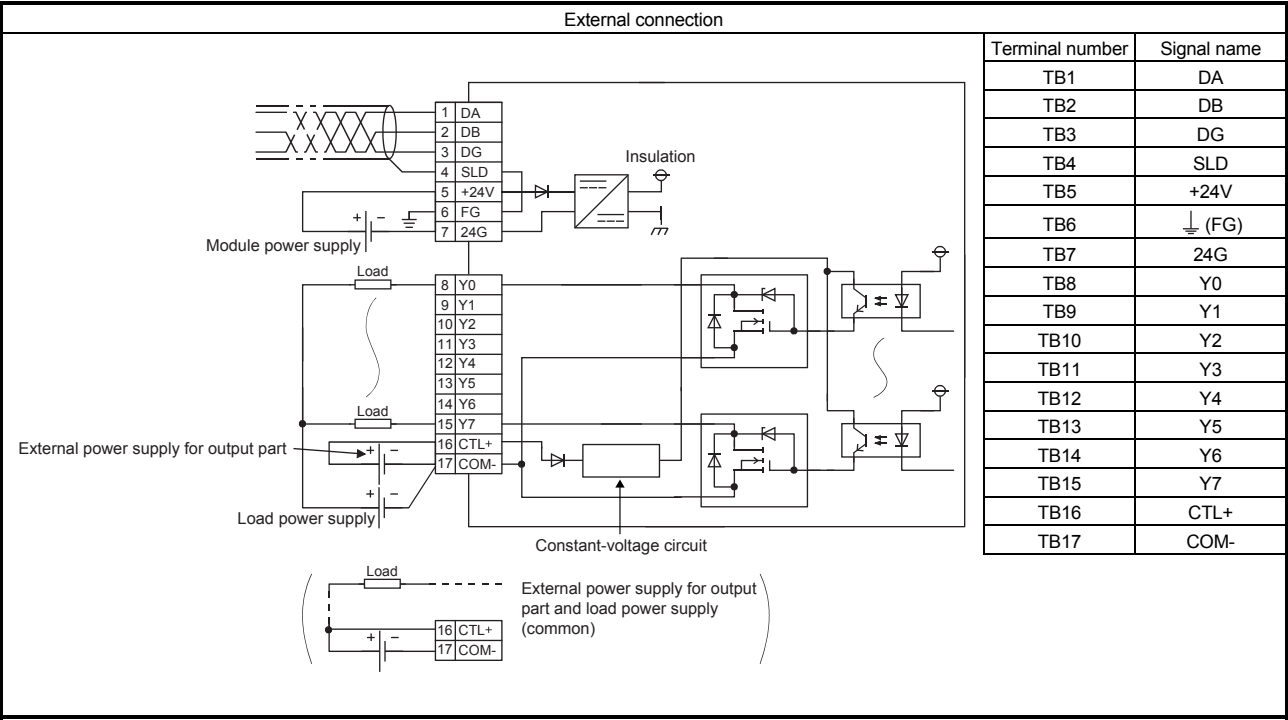 External connection
Terminal number Signal name
TB1 DA
TB2 DB
TB3 DG
TB4 SLD
TB5 +24V
TB6 ⏚ (FG)
TB7 24G
TB8 Y0
TB9 Y1
TB10 Y2
TB11 Y3
TB12 Y4
TB13 Y5
TB14 Y6
TB15 Y7
TB16 CTL+
TB17 COM-
1 DA
2 DB
3 DG
4 SLD
5 +24V
6 FG
7 24G
Insulation
+ −
Module power supply
Load
8 Y0
9 Y1
10 Y2
11 Y3
12 Y4
13 Y5
14 Y6
Load
15 Y7
16 CTL+
17 COM-
External power supply for output part
+ −
+ −
Load power supply
Constant-voltage circuit
Load
External power supply for output
part and load power supply
(common)
+ −
16 CTL+
17 COM-